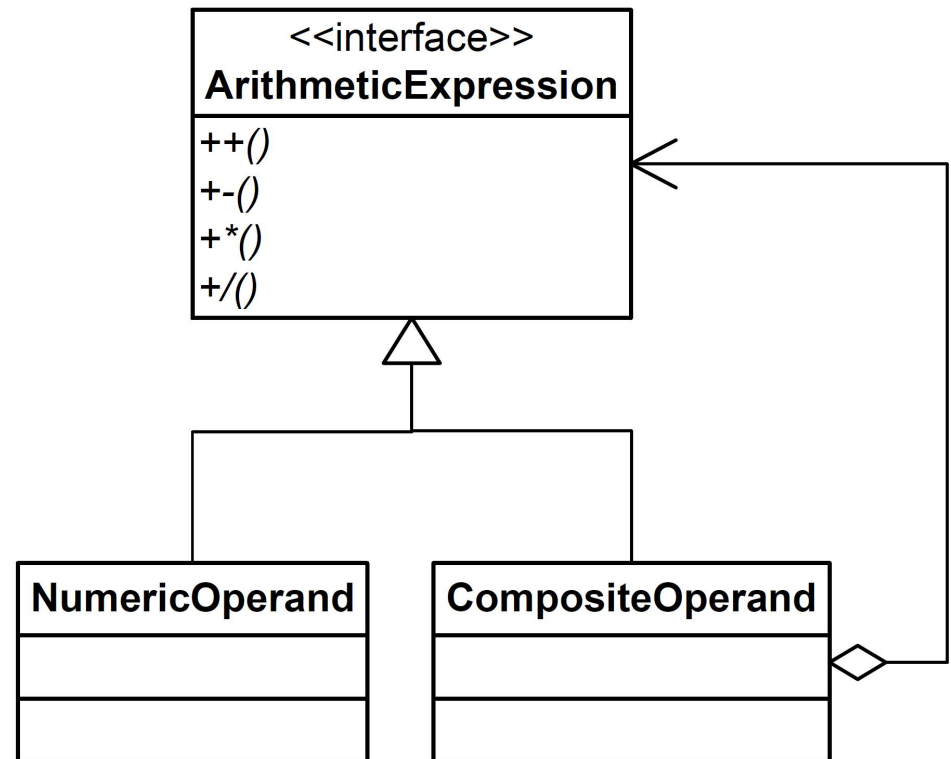 <<interface>>
ArithmeticExpression
++()
+-()
+*()
+/()
NumericOperand
CompositeOperand